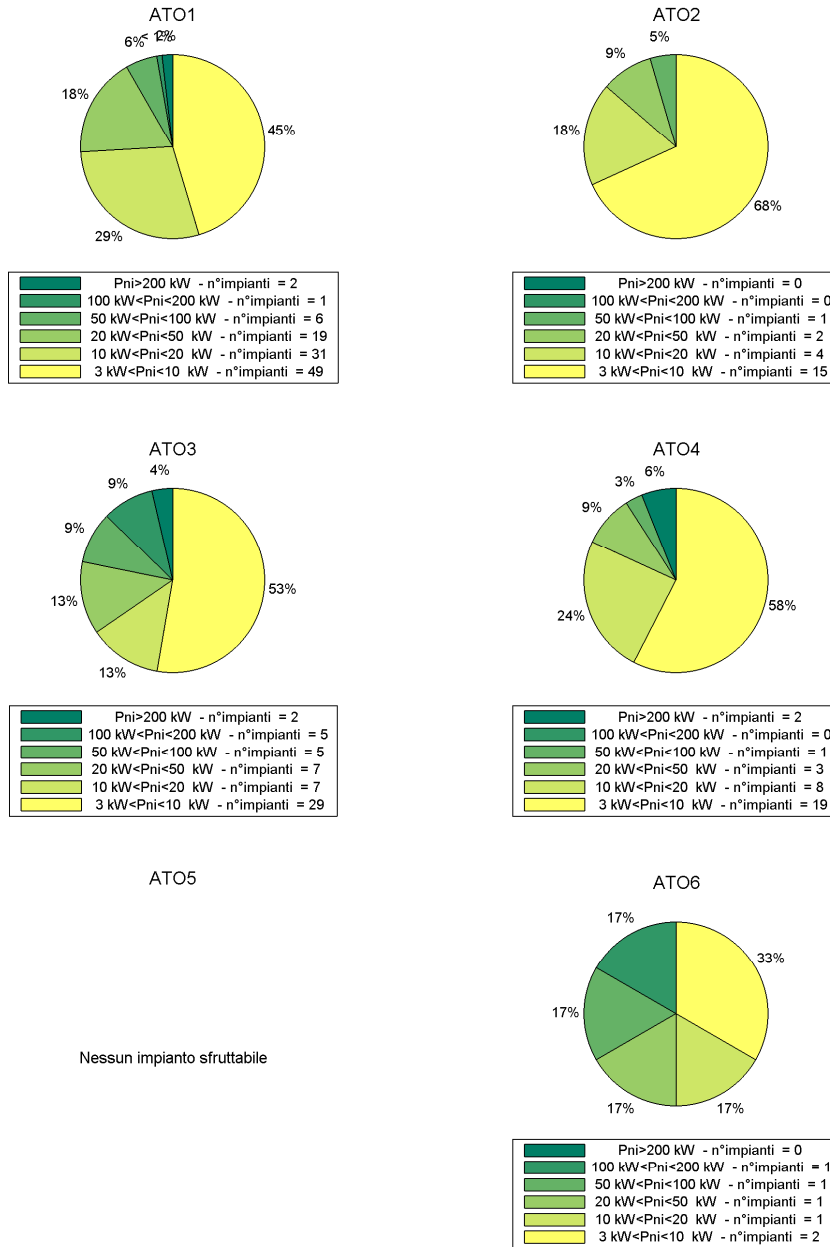 ATO1
6%
< 1%
2%
18%
45%
29%
Pni>200 kW - n°impianti = 2
100 kW<Pni<200 kW - n°impianti = 1
50 kW<Pni<100 kW - n°impianti = 6
20 kW<Pni<50 kW - n°impianti = 19
10 kW<Pni<20 kW - n°impianti = 31
3 kW<Pni<10 kW - n°impianti = 49
ATO2
5%
9%
18%
68%
Pni>200 kW - n°impianti = 0
100 kW<Pni<200 kW - n°impianti = 0
50 kW<Pni<100 kW - n°impianti = 1
20 kW<Pni<50 kW - n°impianti = 2
10 kW<Pni<20 kW - n°impianti = 4
3 kW<Pni<10 kW - n°impianti = 15
ATO3
4%
9%
9%
13%
53%
13%
Pni>200 kW - n°impianti = 2
100 kW<Pni<200 kW - n°impianti = 5
50 kW<Pni<100 kW - n°impianti = 5
20 kW<Pni<50 kW - n°impianti = 7
10 kW<Pni<20 kW - n°impianti = 7
3 kW<Pni<10 kW - n°impianti = 29
ATO4
6%
3%
9%
24%
58%
Pni>200 kW - n°impianti = 2
100 kW<Pni<200 kW - n°impianti = 0
50 kW<Pni<100 kW - n°impianti = 1
20 kW<Pni<50 kW - n°impianti = 3
10 kW<Pni<20 kW - n°impianti = 8
3 kW<Pni<10 kW - n°impianti = 19
ATO5
Nessun impianto sfruttabile
ATO6
17%
33%
17%
17%
17%
Pni>200 kW - n°impianti = 0
100 kW<Pni<200 kW - n°impianti = 1
50 kW<Pni<100 kW - n°impianti = 1
20 kW<Pni<50 kW - n°impianti = 1
10 kW<Pni<20 kW - n°impianti = 1
3 kW<Pni<10 kW - n°impianti = 2